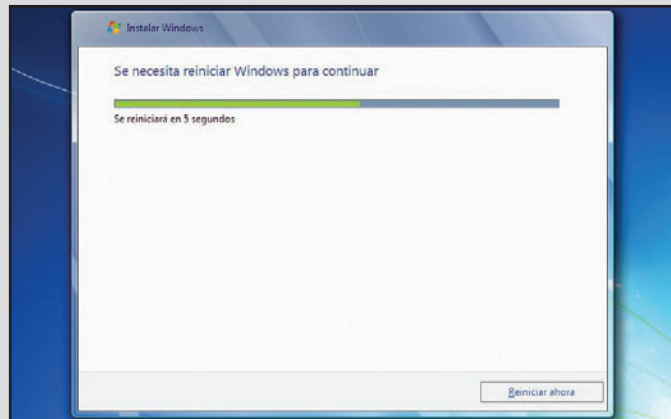 Instalar Windows
Se necesita reiniciar Windows para continuar
Se reiniciará en 5 segundos
Reiniciar ahora